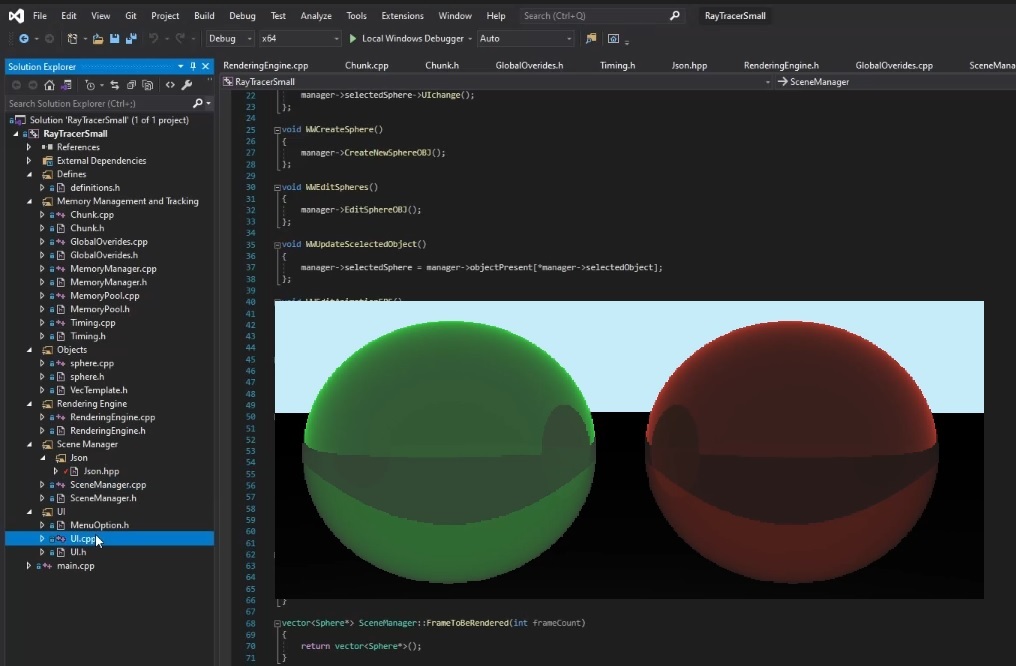 File Edit View Git Project Build Debug Test Analyze Tools Extensions Window Help Search (Ctrl+Q) RayTracerSmall
Debug x64 Local Windows Debugger Auto
Solution Explorer
Search Solution Explorer (Ctrl+;)
Solution 'RayTracerSmall' (1 of 1 project)
RayTracerSmall
References
External Dependencies
Defines
definitions.h
Memory Management and Tracking
Chunk.cpp
Chunk.h
GlobalOverides.cpp
GlobalOverides.h
MemoryManager.cpp
MemoryManager.h
MemoryPool.cpp
MemoryPool.h
Timing.cpp
Timing.h
Objects
sphere.cpp
sphere.h
VecTemplate.h
Rendering Engine
RenderingEngine.cpp
RenderingEngine.h
Scene Manager
Json
Json.hpp
SceneManager.cpp
SceneManager.h
UI
MenuOption.h
UI.cpp
UI.h
main.cpp
RenderingEngine.cpp Chunk.cpp Chunk.h GlobalOverides.h Timing.h Json.hpp RenderingEngine.h GlobalOverides.cpp SceneMana
RayTracerSmall SceneManager
22 manager->selectedSphere->UIchange();
23 };
24
25 void WWCreateSphere()
26 {
27 manager->CreateNewSphereOBJ();
28 };
29
30 void WWEditSpheres()
31 {
32 manager->EditSphereOBJ();
33 };
34
35 void WWUpdateScelectedObject()
36 {
37 manager->selectedSphere = manager->objectPresent[*manager->selectedObject];
38 };
39
40
41
42
43
44
45
46
47
48
49
50
51
52
53
54
55
56
57
58
59
60
61
62
63
64
65
66 }
67
68 vector<Sphere*> SceneManager::FrameToBeRendered(int frameCount)
69 {
70 return vector<Sphere*>();
71 }